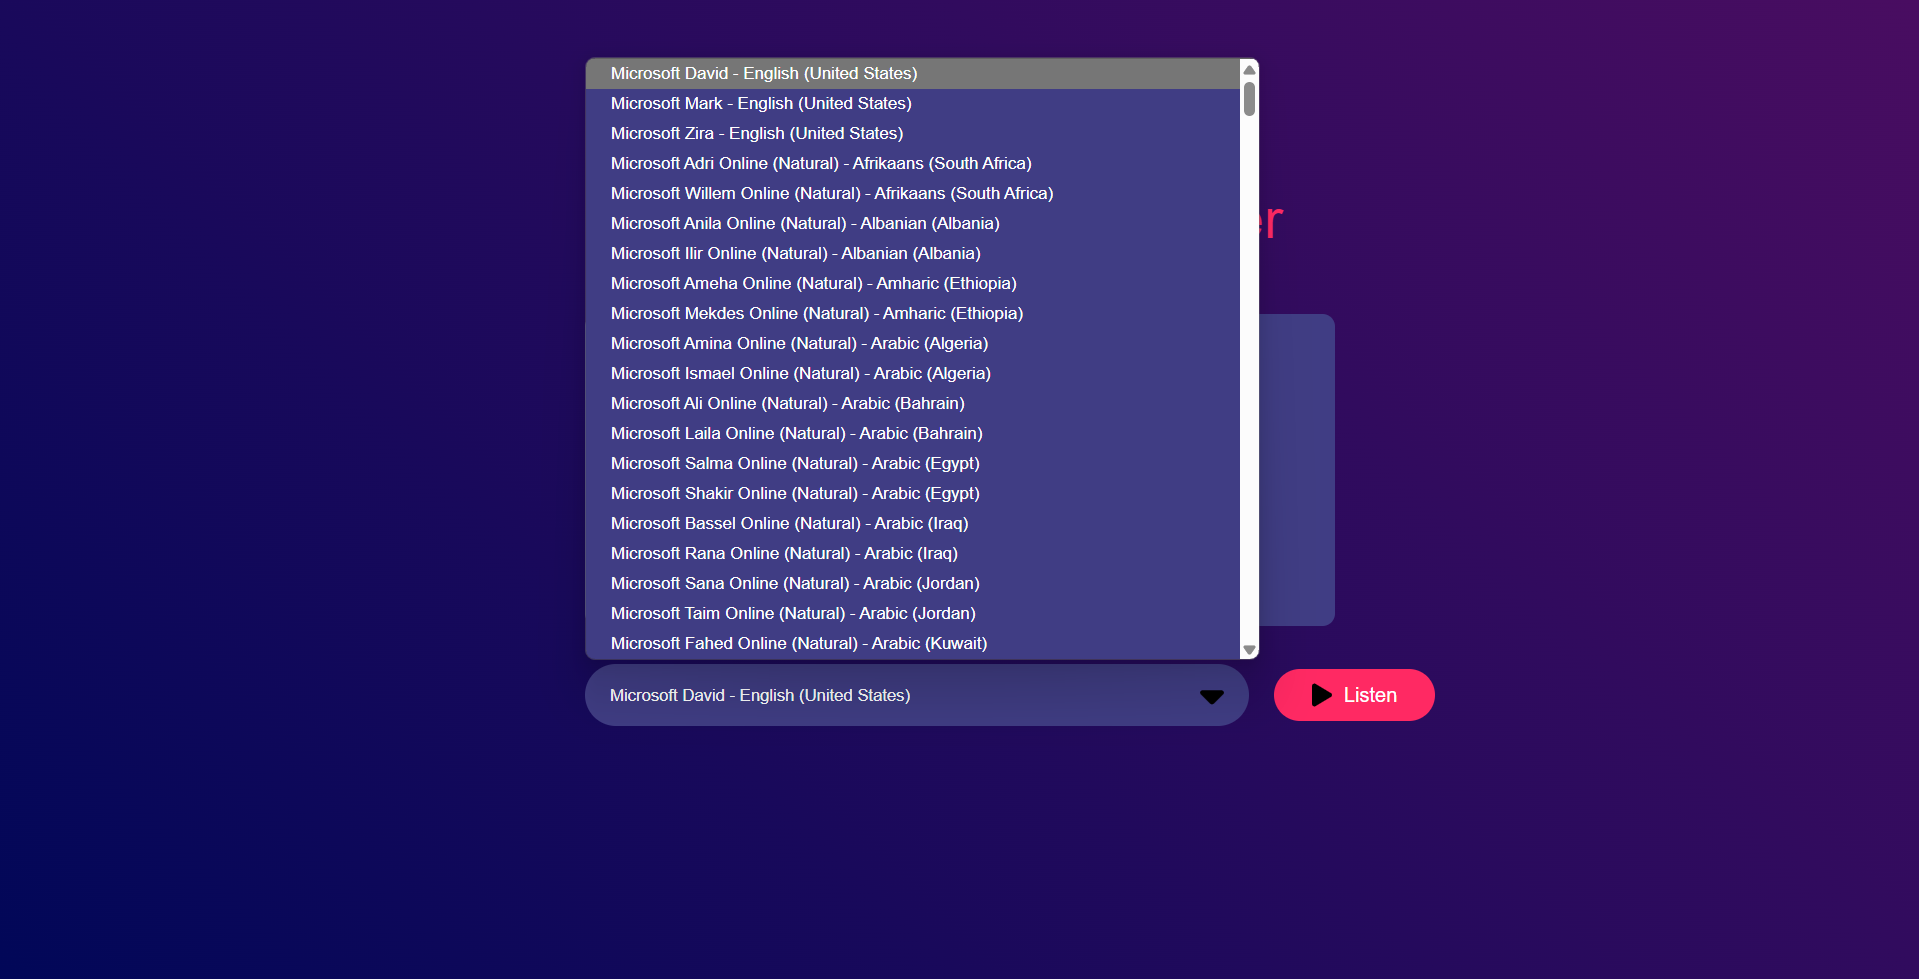 Microsoft David - English (United States)
Microsoft Mark - English (United States)
Microsoft Zira - English (United States)
Microsoft Adri Online (Natural) - Afrikaans (South Africa)
Microsoft Willem Online (Natural) - Afrikaans (South Africa)
Microsoft Anila Online (Natural) - Albanian (Albania)
Microsoft Ilir Online (Natural) - Albanian (Albania)
Microsoft Ameha Online (Natural) - Amharic (Ethiopia)
Microsoft Mekdes Online (Natural) - Amharic (Ethiopia)
Microsoft Amina Online (Natural) - Arabic (Algeria)
Microsoft Ismael Online (Natural) - Arabic (Algeria)
Microsoft Ali Online (Natural) - Arabic (Bahrain)
Microsoft Laila Online (Natural) - Arabic (Bahrain)
Microsoft Salma Online (Natural) - Arabic (Egypt)
Microsoft Shakir Online (Natural) - Arabic (Egypt)
Microsoft Bassel Online (Natural) - Arabic (Iraq)
Microsoft Rana Online (Natural) - Arabic (Iraq)
Microsoft Sana Online (Natural) - Arabic (Jordan)
Microsoft Taim Online (Natural) - Arabic (Jordan)
Microsoft Fahed Online (Natural) - Arabic (Kuwait)
Microsoft David - English (United States)
Listen